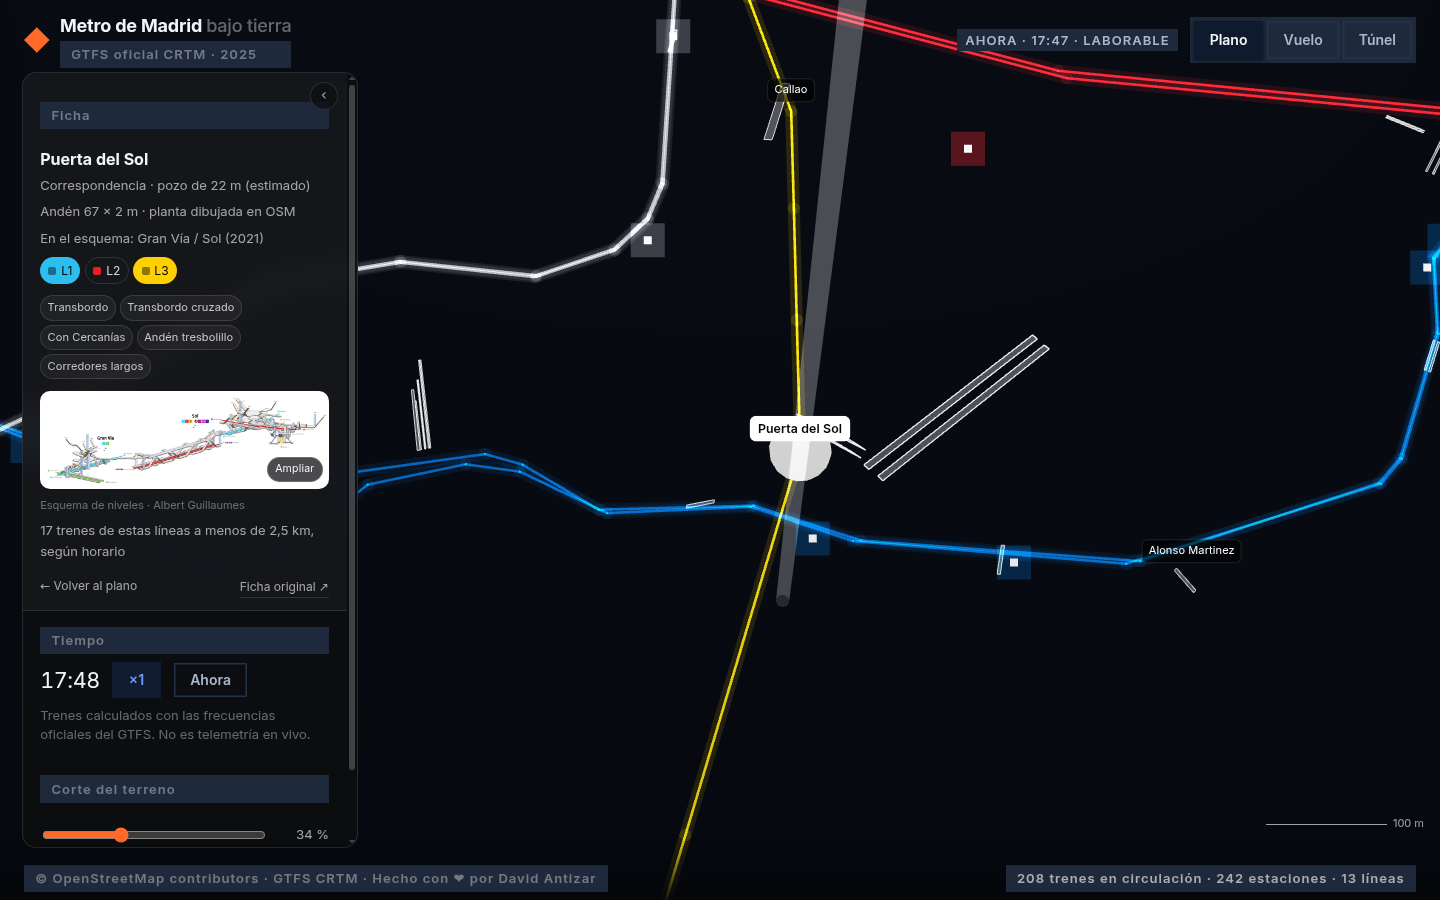 Metro de Madrid bajo tierra
GTFS oficial CRTM · 2025
AHORA · 17:47 · LABORABLE
Plano
Vuelo
Túnel
Ficha
Puerta del Sol
Correspondencia · pozo de 22 m (estimado)
Andén 67 × 2 m · planta dibujada en OSM
En el esquema: Gran Vía / Sol (2021)
L1
L2
L3
Transbordo
Transbordo cruzado
Con Cercanías
Andén tresbolillo
Corredores largos
Sol
Gran Vía
Ampliar
Esquema de niveles · Albert Guillaumes
17 trenes de estas líneas a menos de 2,5 km,
según horario
← Volver al plano
Ficha original ↗
Tiempo
17:48
×1
Ahora
Trenes calculados con las frecuencias
oficiales del GTFS. No es telemetría en vivo.
Corte del terreno
34 %
Callao
Puerta del Sol
Alonso Martinez
100 m
© OpenStreetMap contributors · GTFS CRTM · Hecho con ❤ por David Antizar
208 trenes en circulación · 242 estaciones · 13 líneas